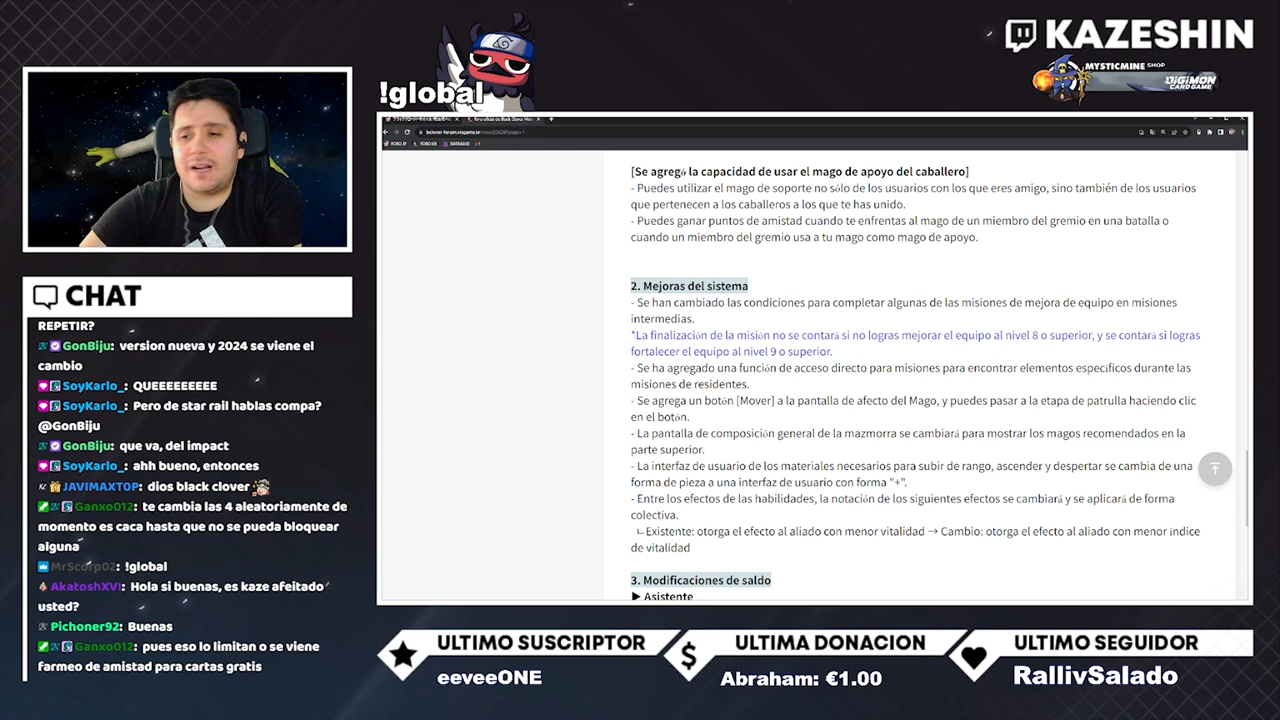 KAZESHIN
MYSTICMINE SHOP
DIGIMON
CARD GAME
!global
FORO JP FORO KR DATABASE
[Se agregó la capacidad de usar el mago de apoyo del caballero]
- Puedes utilizar el mago de soporte no sólo de los usuarios con los que eres amigo, sino también de los usuarios
que pertenecen a los caballeros a los que te has unido.
- Puedes ganar puntos de amistad cuando te enfrentas al mago de un miembro del gremio en una batalla o
cuando un miembro del gremio usa a tu mago como mago de apoyo.
2. Mejoras del sistema
- Se han cambiado las condiciones para completar algunas de las misiones de mejora de equipo en misiones
intermedias.
*La finalización de la misión no se contará si no logras mejorar el equipo al nivel 8 o superior, y se contará si logras
fortalecer el equipo al nivel 9 o superior.
- Se ha agregado una función de acceso directo para misiones para encontrar elementos específicos durante las
misiones de residentes.
- Se agrega un botón [Mover] a la pantalla de afecto del Mago, y puedes pasar a la etapa de patrulla haciendo clic
en el botón.
- La pantalla de composición general de la mazmorra se cambiará para mostrar los magos recomendados en la
parte superior.
- La interfaz de usuario de los materiales necesarios para subir de rango, ascender y despertar se cambia de una
forma de pieza a una interfaz de usuario con forma "+".
- Entre los efectos de las habilidades, la notación de los siguientes efectos se cambiará y se aplicará de forma
colectiva.
ㄴExistente: otorga el efecto al aliado con menor vitalidad → Cambio: otorga el efecto al aliado con menor índice
de vitalidad
3. Modificaciones de saldo
▶ Asistente
CHAT
REPETIR?
GonBiju: version nueva y 2024 se viene el
cambio
SoyKarlo_: QUEEEEEEEEE
SoyKarlo_: Pero de star rail hablas compa?
@GonBiju
GonBiju: que va, del impact
SoyKarlo_: ahh bueno, entonces
JAVIMAXTOP: dios black clover
Ganxo012: te cambia las 4 aleatoriamente de
momento es caca hasta que no se pueda bloquear
alguna
MrScorp02: !global
AkatoshXVI: Hola si buenas, es kaze afeitado
usted?
Pichoner92: Buenas
Ganxo012: pues eso lo limitan o se viene
farmeo de amistad para cartas gratis
ULTIMO SUSCRIPTOR
eeveeONE
ULTIMA DONACION
Abraham: €1.00
ULTIMO SEGUIDOR
RallivSalado